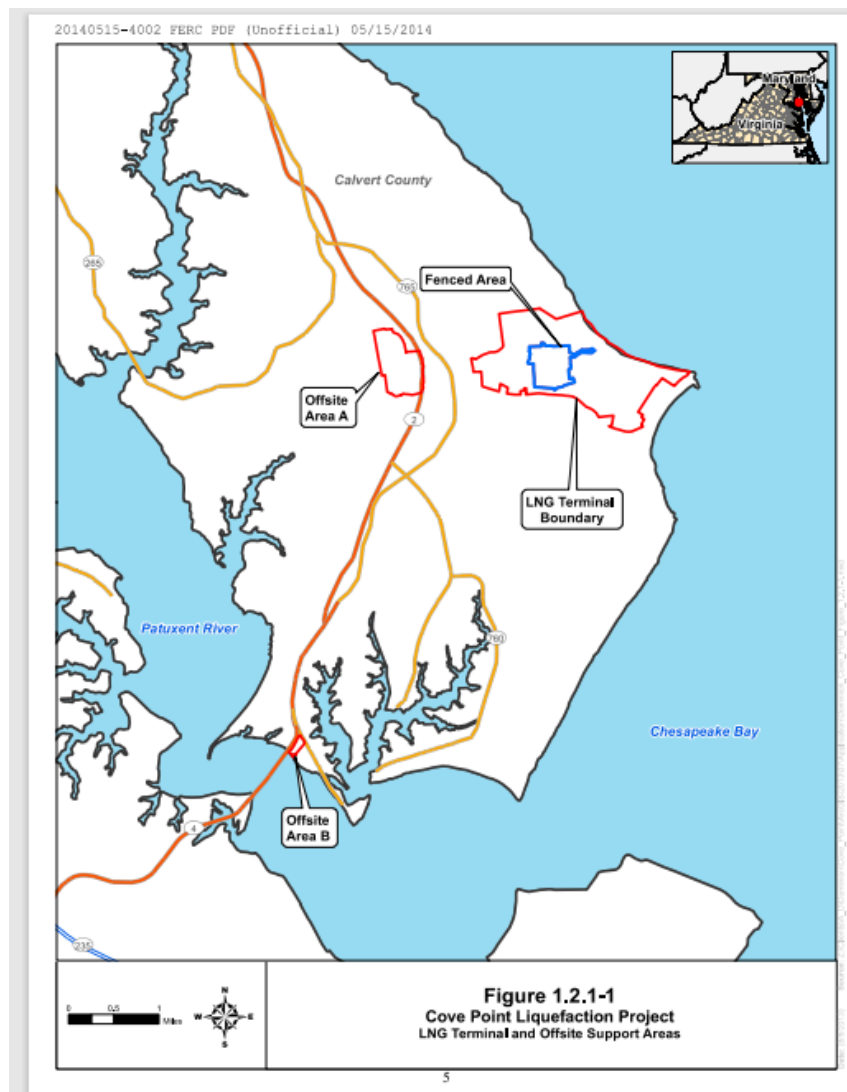 20140515-4002 FERC PDF (Unofficial) 05/15/2014
Maryland
Virginia
Calvert County
265
765
Fenced Area
Offsite
Area A
2
LNG Terminal
Boundary
Patuxent River
760
Chesapeake Bay
Offsite
Area B
4
235
0 0.5 1
Miles
N
W E
S
Figure 1.2.1-1
Cove Point Liquefaction Project
LNG Terminal and Offsite Support Areas
5